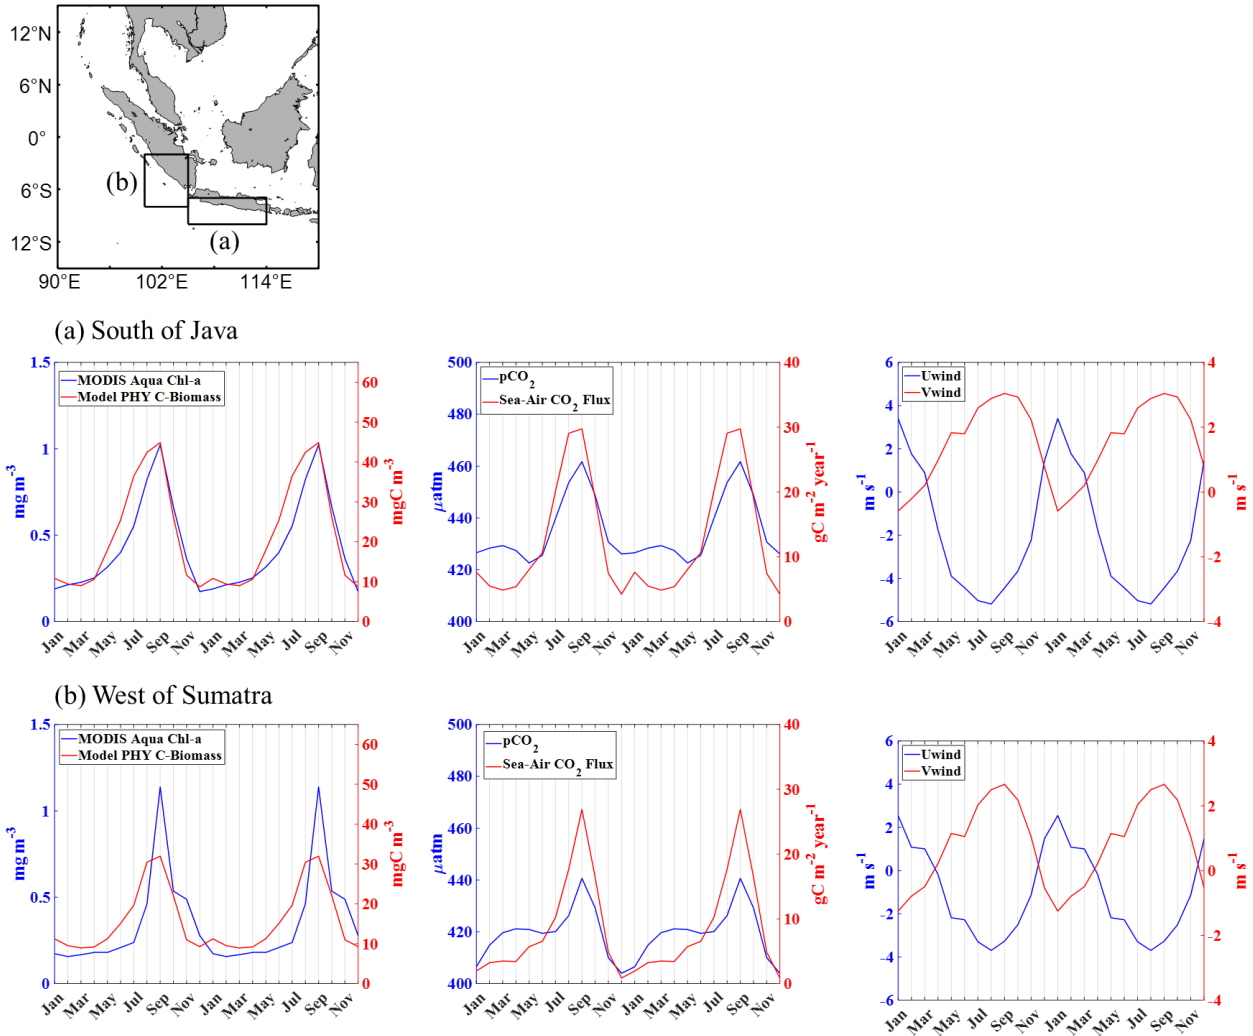 12°N
6°N
0°
6°S
12°S
90°E 102°E 114°E
(b)
(a)
(a) South of Java
1.5
1
0.5
0
mg m⁻³
MODIS Aqua Chl-a
Model PHY C-Biomass
60
50
40
30
20
10
0
mgC m⁻³
Jan Mar May Jul Sep Nov Jan Mar May Jul Sep Nov
500
480
460
440
420
400
μatm
pCO₂
Sea-Air CO₂ Flux
40
30
20
10
0
gC m⁻² year⁻¹
Jan Mar May Jul Sep Nov Jan Mar May Jul Sep Nov
6
4
2
0
-2
-4
-6
m s⁻¹
Uwind
Vwind
4
2
0
-2
-4
m s⁻¹
Jan Mar May Jul Sep Nov Jan Mar May Jul Sep Nov
(b) West of Sumatra
1.5
1
0.5
0
mg m⁻³
MODIS Aqua Chl-a
Model PHY C-Biomass
60
50
40
30
20
10
0
mgC m⁻³
Jan Mar May Jul Sep Nov Jan Mar May Jul Sep Nov
500
480
460
440
420
400
μatm
pCO₂
Sea-Air CO₂ Flux
40
30
20
10
0
gC m⁻² year⁻¹
Jan Mar May Jul Sep Nov Jan Mar May Jul Sep Nov
6
4
2
0
-2
-4
-6
m s⁻¹
Uwind
Vwind
4
2
0
-2
-4
m s⁻¹
Jan Mar May Jul Sep Nov Jan Mar May Jul Sep Nov